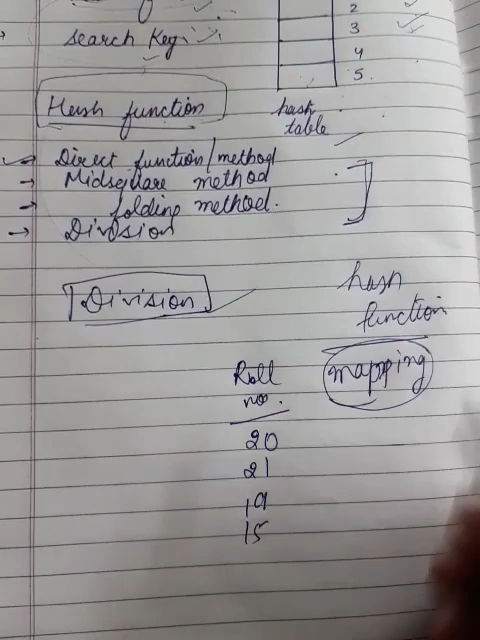 2
Search Key:
3
4
5.
Hash function
hash
table
→ Direct function/method
→ Midsquare method
→ folding method.
→ Division
Division
hash
function
mapping
Roll
no.
20
21
19
15